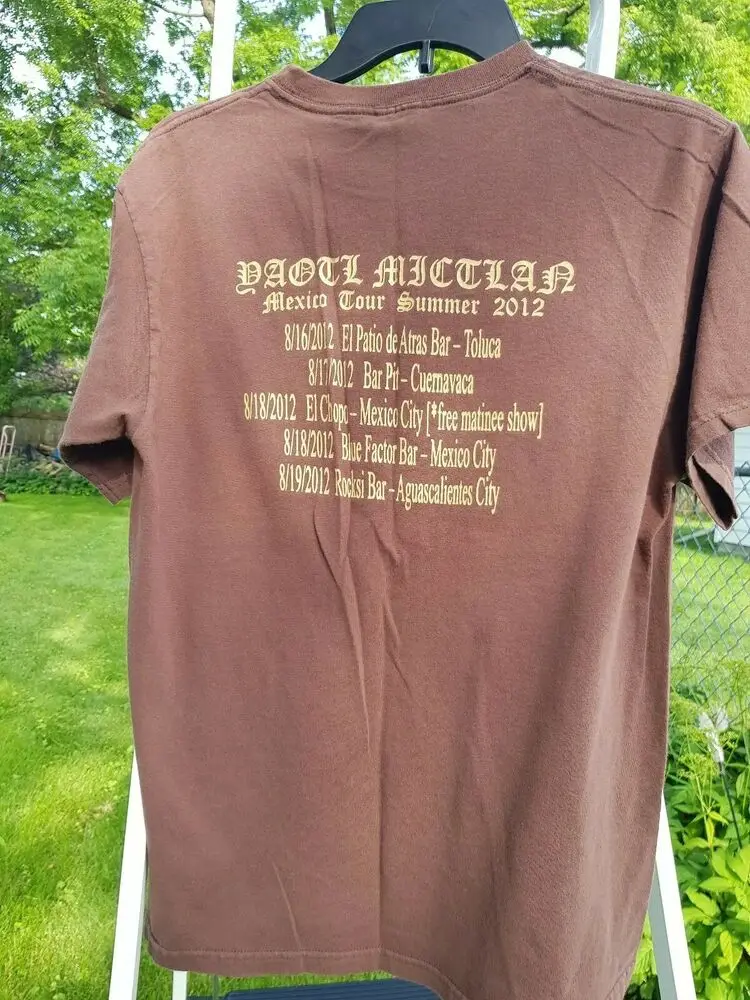 YAOTL MICTLAN
Mexico Tour Summer 2012
8/16/2012 El Patio de Atras Bar – Toluca
8/17/2012 Bar Pit – Cuernavaca
8/18/2012 El Chopo – Mexico City [*free matinee show]
8/18/2012 Blue Factor Bar – Mexico City
8/19/2012 Rocksi Bar – Aguascalientes City